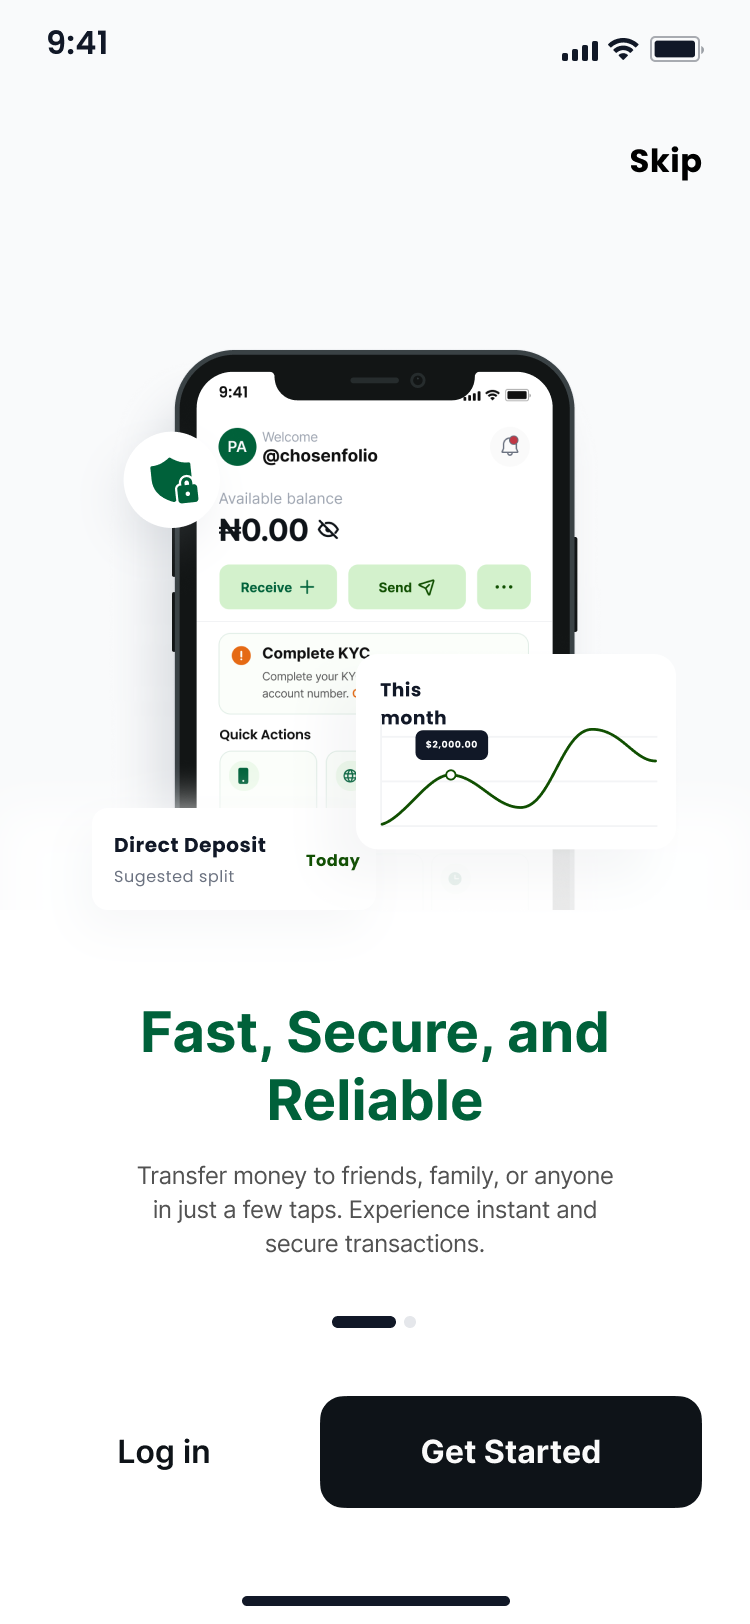 9:41
Skip
9:41
PA
Welcome
@chosenfolio
Available balance
₦0.00
Receive
Send
Complete KYC
Complete your KY
account number.
This
month
$2,000.00
Quick Actions
Direct Deposit
Sugested split
Today
Fast, Secure, and
Reliable
Transfer money to friends, family, or anyone
in just a few taps. Experience instant and
secure transactions.
Log in
Get Started